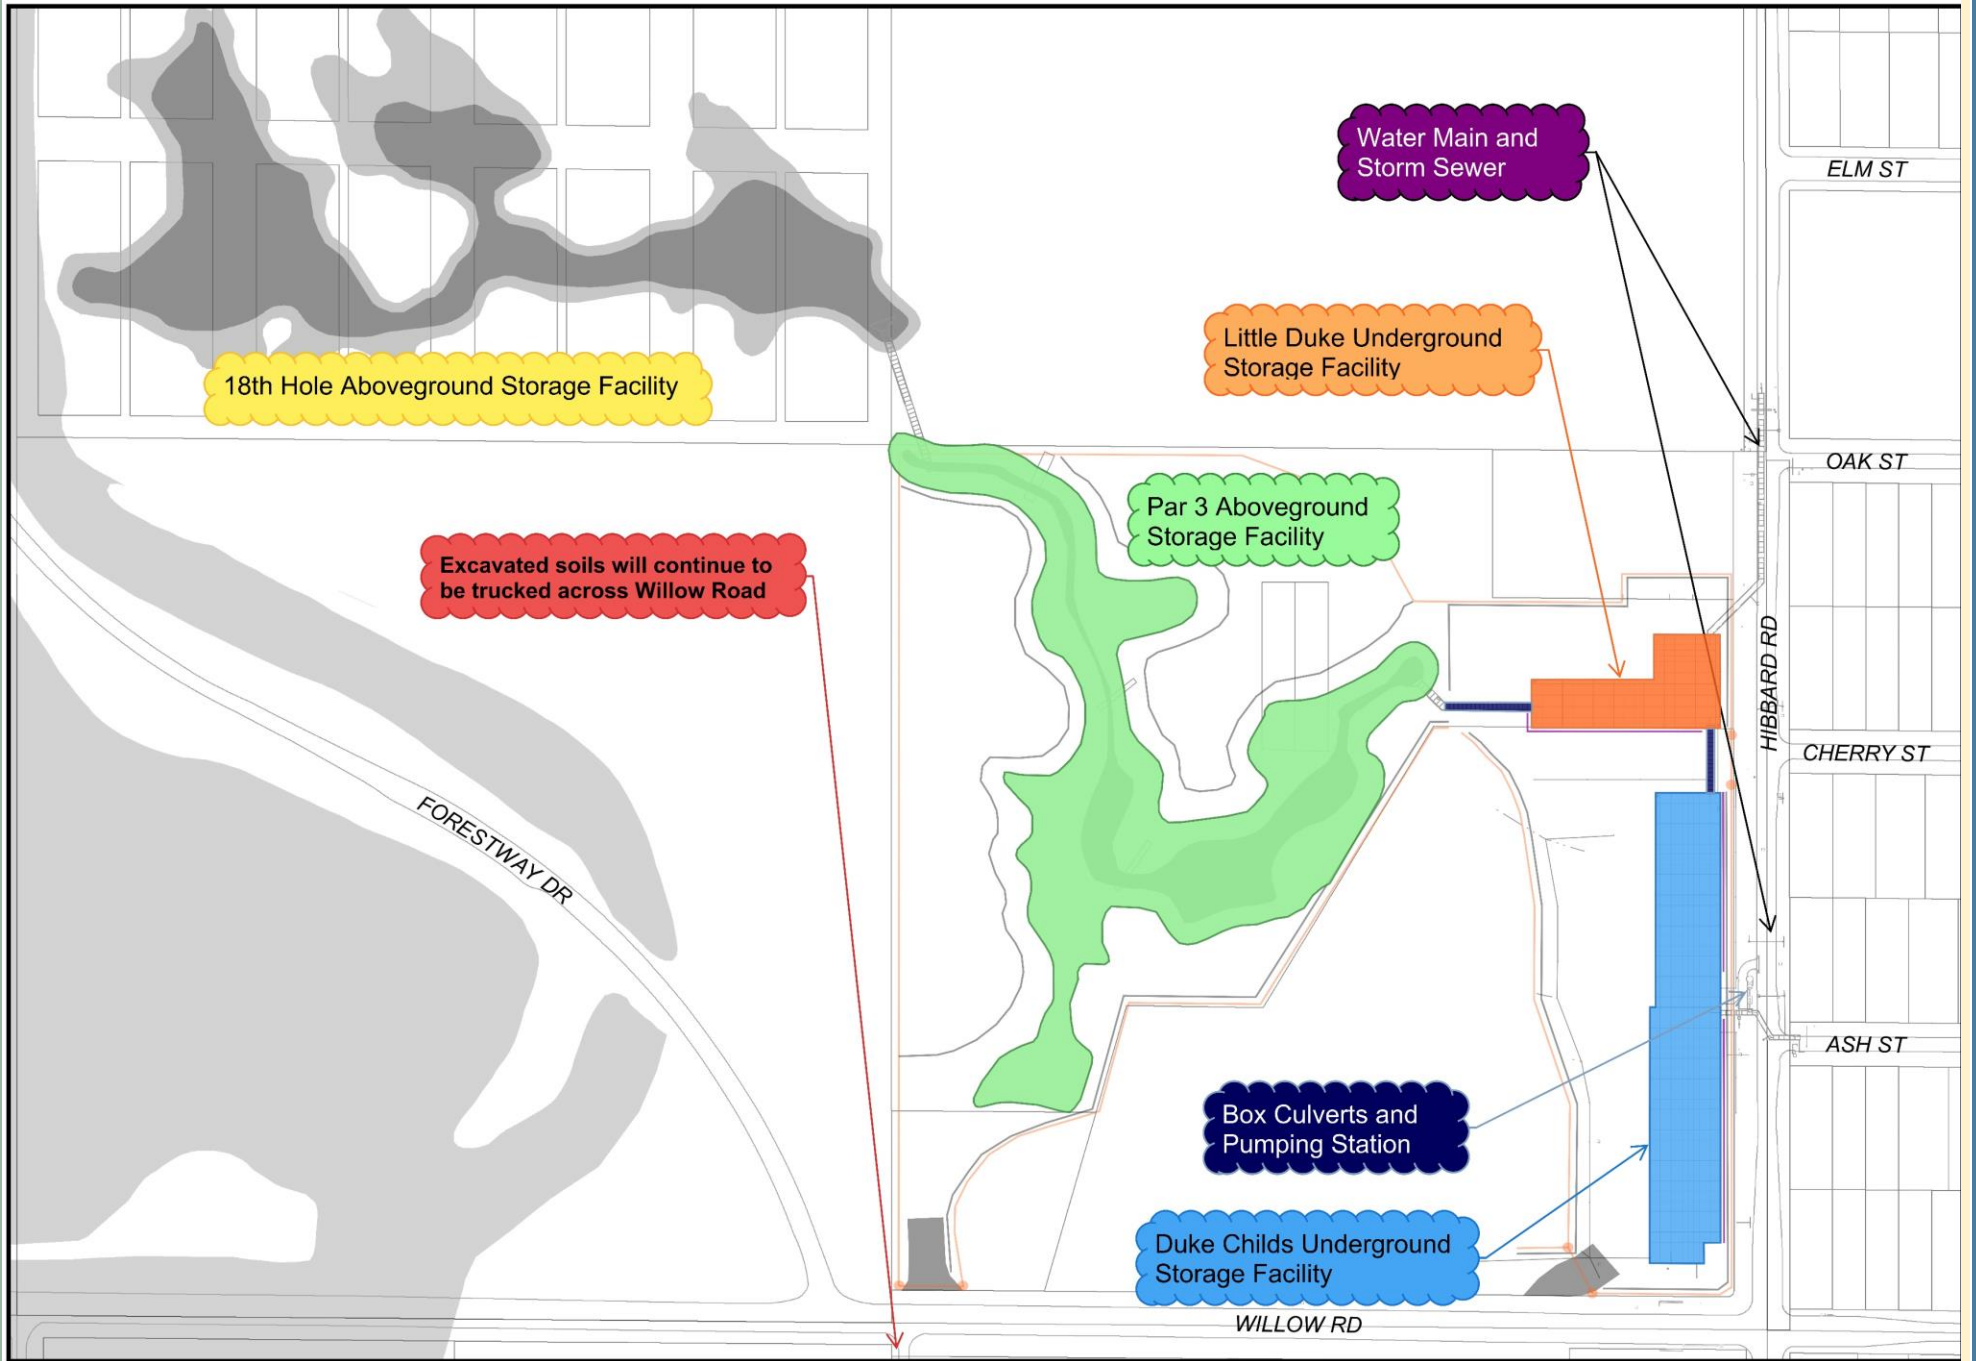 Water Main and
Storm Sewer
ELM ST
Little Duke Underground
Storage Facility
18th Hole Aboveground Storage Facility
OAK ST
Par 3 Aboveground
Storage Facility
Excavated soils will continue to
be trucked across Willow Road
HIBBARD RD
CHERRY ST
FORESTWAY DR
ASH ST
Box Culverts and
Pumping Station
Duke Childs Underground
Storage Facility
WILLOW RD